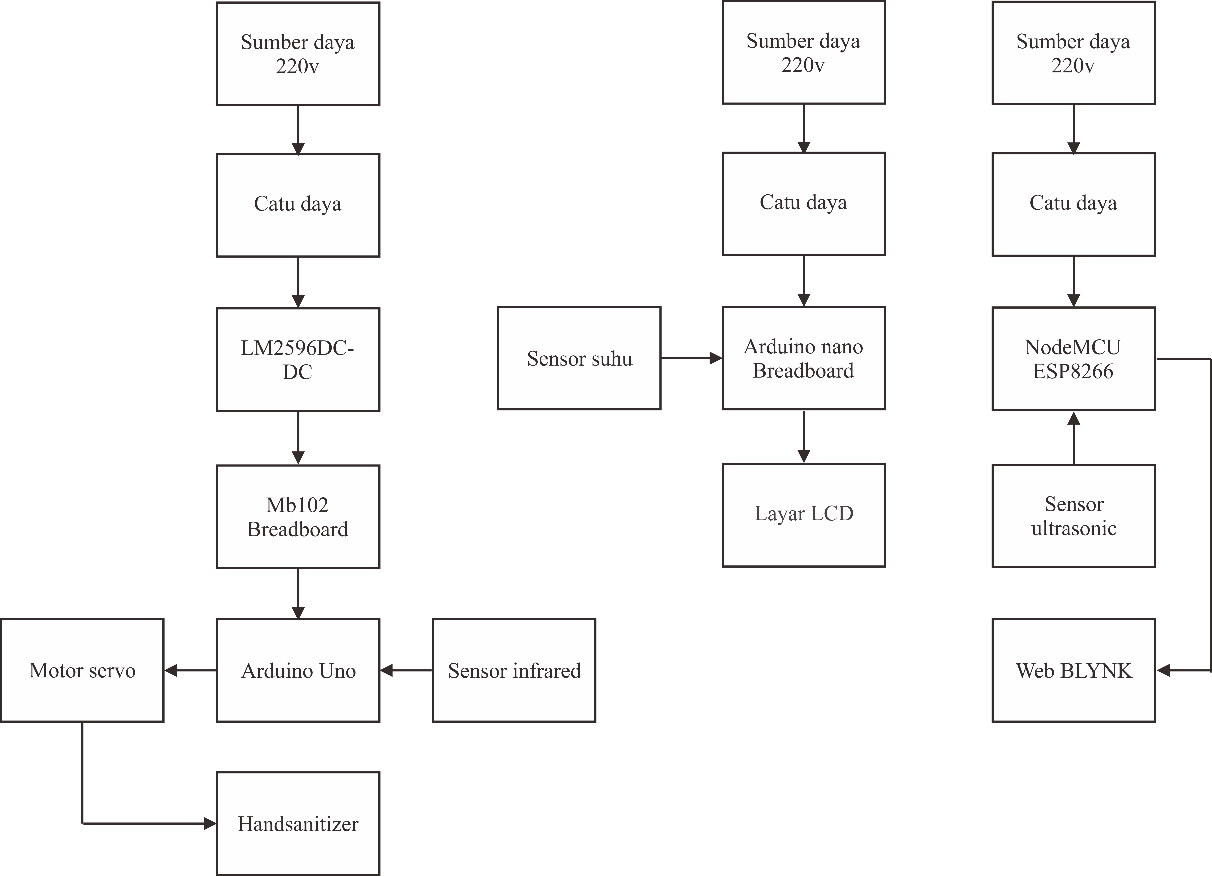 Sumber daya
220v
Sumber daya
220v
Sumber daya
220v
Catu daya
Catu daya
Catu daya
LM2596DC-
DC
Sensor suhu
Arduino nano
Breadboard
NodeMCU
ESP8266
Mb102
Breadboard
Layar LCD
Sensor
ultrasonic
Motor servo
Arduino Uno
Sensor infrared
Web BLYNK
Handsanitizer